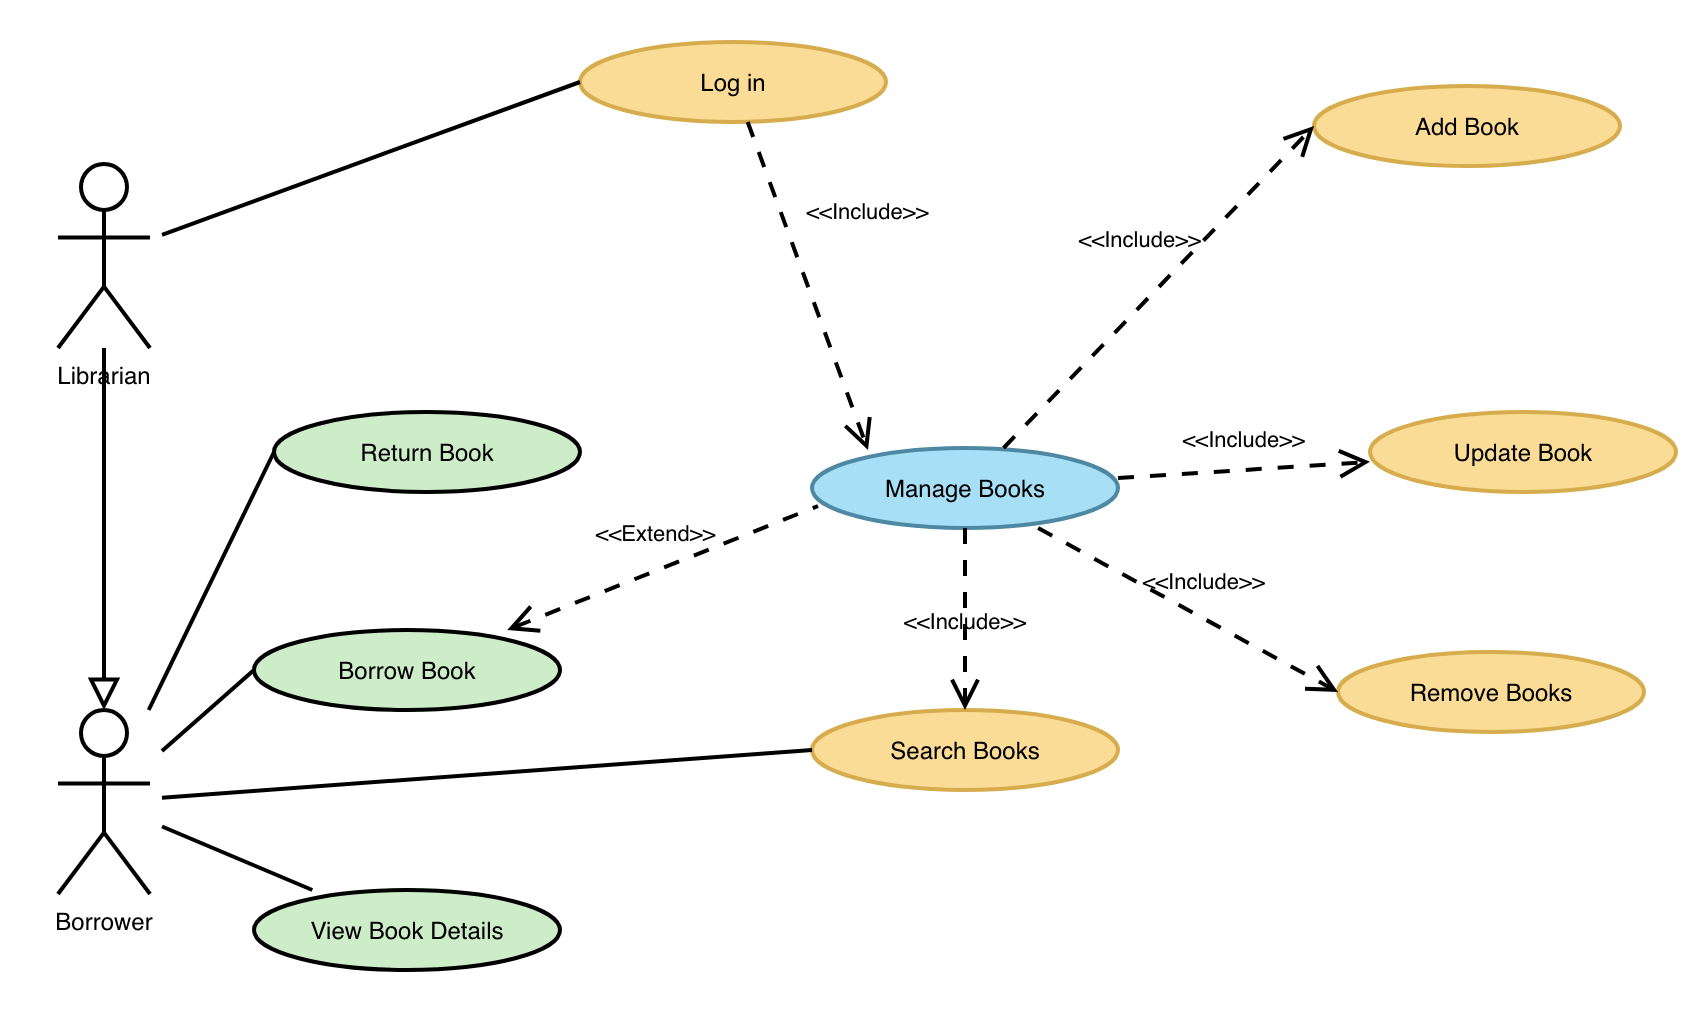 Log in
Add Book
<<Include>>
<<Include>>
Librarian
Return Book
<<Include>>
Update Book
Manage Books
<<Extend>>
<<Include>>
<<Include>>
Borrow Book
Remove Books
Search Books
Borrower
View Book Details